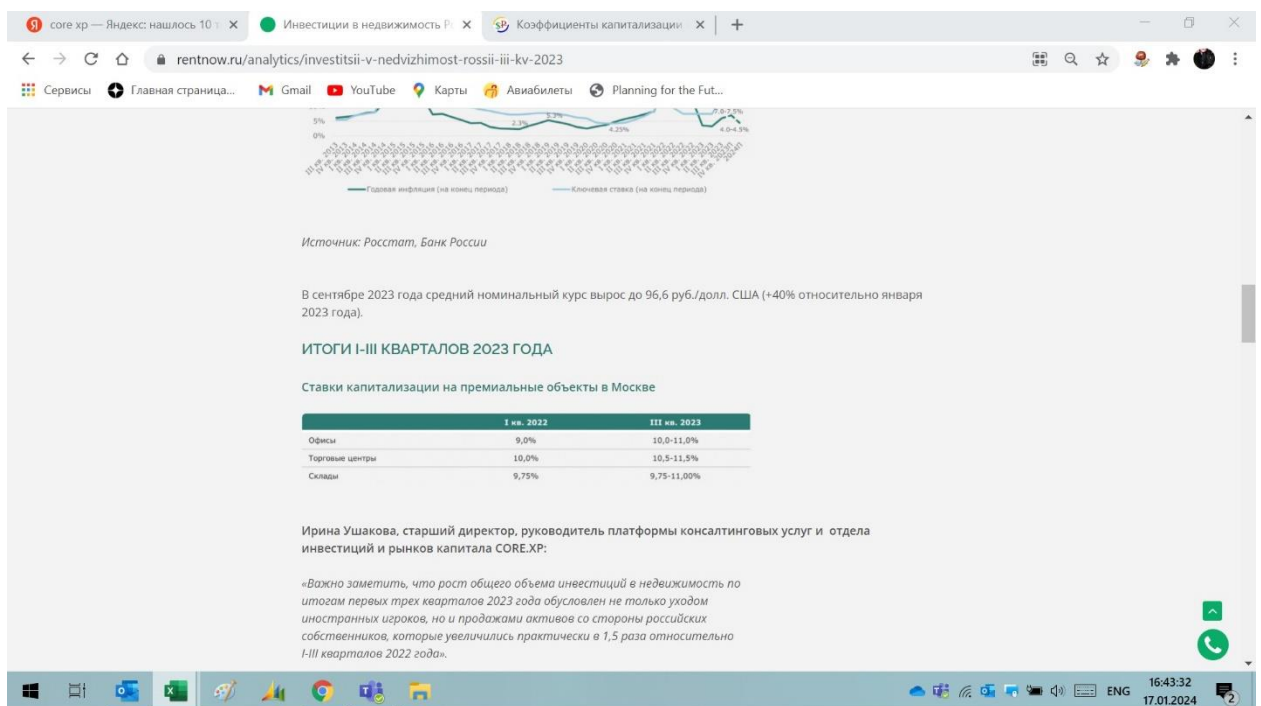 core xp — Яндекс: нашлось 10 т
Инвестиции в недвижимость Р
Коэффициенты капитализации
rentnow.ru/analytics/investitsii-v-nedvizhimost-rossii-iii-kv-2023
Сервисы Главная страница... Gmail YouTube Карты Авиабилеты Planning for the Fut...
5% 2.3% 4.25% 7.0-7.5%
0% 4.0-4.5%
Годовая инфляция (на конец периода) Ключевая ставка (на конец периода)
Источник: Росстат, Банк России
В сентябре 2023 года средний номинальный курс вырос до 96,6 руб./долл. США (+40% относительно января
2023 года).
ИТОГИ I-III КВАРТАЛОВ 2023 ГОДА
Ставки капитализации на премиальные объекты в Москве
I кв. 2022 III кв. 2023
Офисы 9,0% 10,0-11,0%
Торговые центры 10,0% 10,5-11,5%
Склады 9,75% 9,75-11,00%
Ирина Ушакова, старший директор, руководитель платформы консалтинговых услуг и отдела
инвестиций и рынков капитала CORE.XP:
«Важно заметить, что рост общего объема инвестиций в недвижимость по
итогам первых трех кварталов 2023 года обусловлен не только уходом
иностранных игроков, но и продажами активов со стороны российских
собственников, которые увеличились практически в 1,5 раза относительно
I-III кварталов 2022 года».
ENG
16:43:32
17.01.2024
2